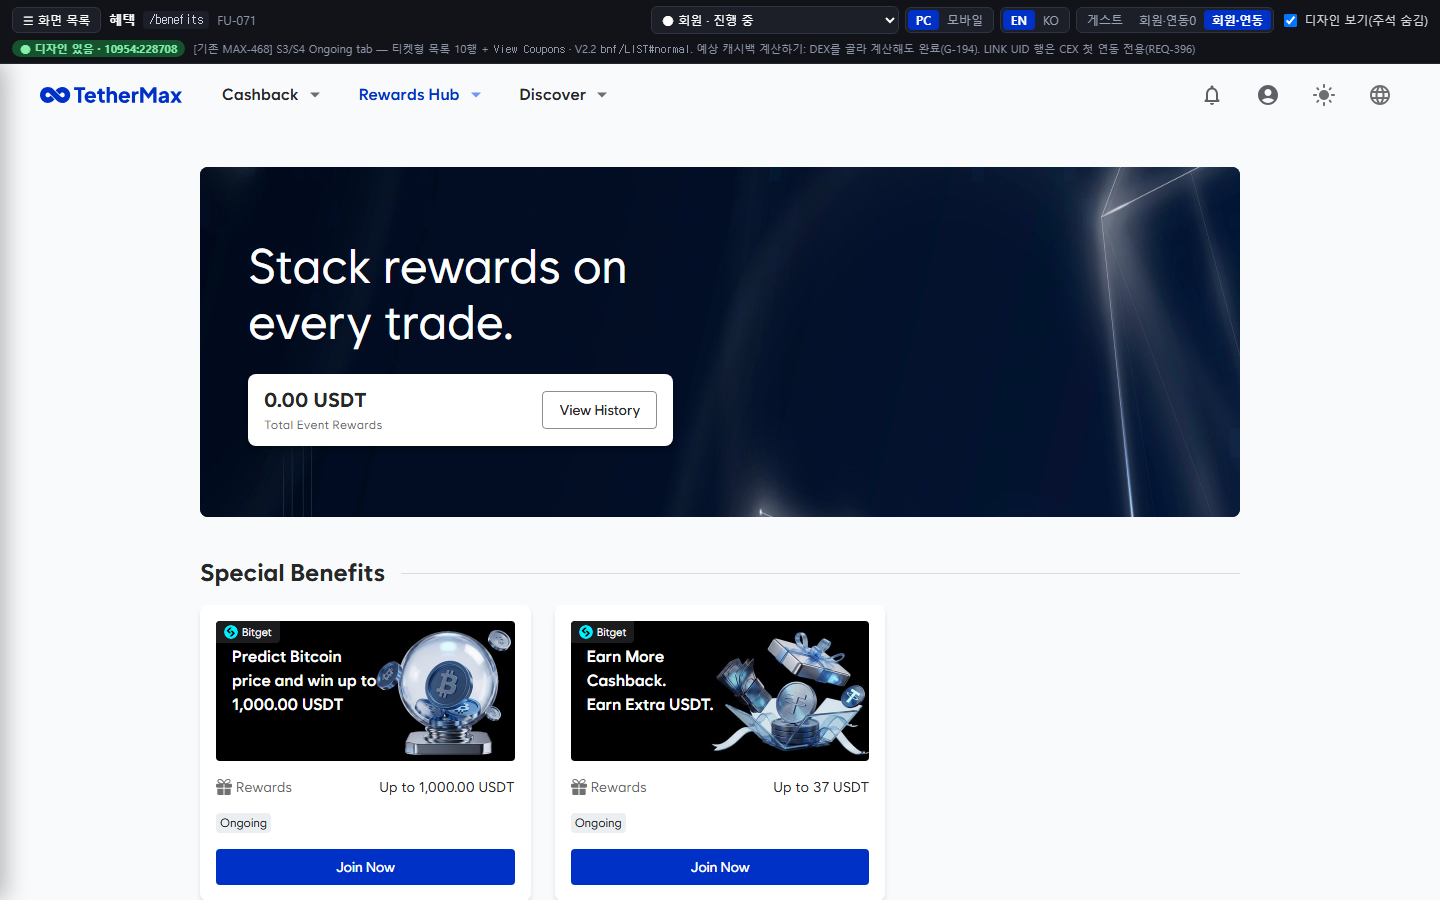 ☰ 화면 목록 혜택 /benefits FU-071 ● 회원 · 진행 중 PC 모바일 EN KO 게스트 회원·연동0 회원·연동 디자인 보기(주석 숨김)
● 디자인 있음 · 10954:228708 [기존 MAX-468] S3/S4 Ongoing tab — 티켓형 목록 10행 + View Coupons · V2.2 bnf/LIST#normal. 예상 캐시백 계산하기: DEX를 골라 계산해도 완료(G-194). LINK UID 행은 CEX 첫 연동 전용(REQ-396)
TetherMax Cashback Rewards Hub Discover
Stack rewards on
every trade.
0.00 USDT
Total Event Rewards
View History
Special Benefits
Bitget
Predict Bitcoin
price and win up to
1,000.00 USDT
Rewards Up to 1,000.00 USDT
Ongoing
Join Now
Bitget
Earn More
Cashback.
Earn Extra USDT.
Rewards Up to 37 USDT
Ongoing
Join Now